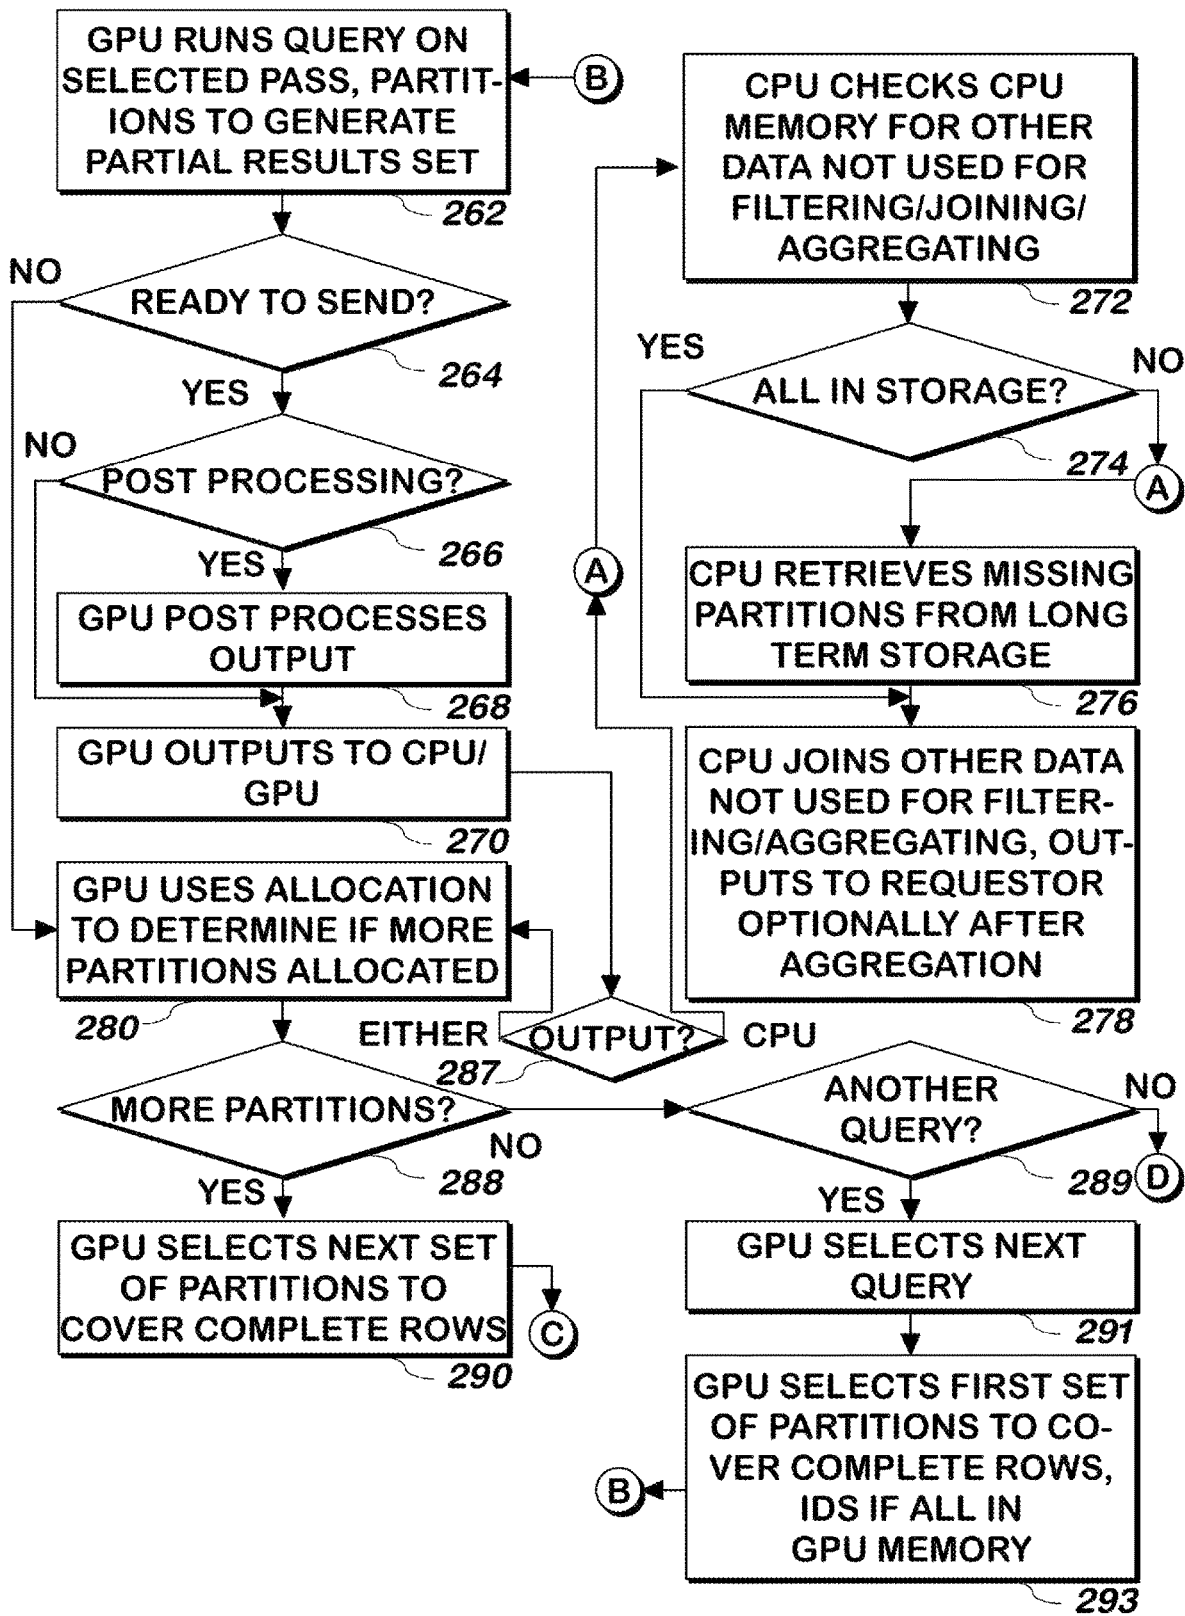 GPU RUNS QUERY ON
SELECTED PASS, PARTIT-
IONS TO GENERATE
PARTIAL RESULTS SET
262
B
NO
READY TO SEND?
264
YES
NO
POST PROCESSING?
266
YES
GPU POST PROCESSES
OUTPUT
268
GPU OUTPUTS TO CPU/
GPU
270
GPU USES ALLOCATION
TO DETERMINE IF MORE
PARTITIONS ALLOCATED
280
EITHER
OUTPUT?
CPU
287
MORE PARTITIONS?
NO
288
YES
GPU SELECTS NEXT SET
OF PARTITIONS TO
COVER COMPLETE ROWS
290
C
CPU CHECKS CPU
MEMORY FOR OTHER
DATA NOT USED FOR
FILTERING/JOINING/
AGGREGATING
272
YES
NO
ALL IN STORAGE?
274
A
A
CPU RETRIEVES MISSING
PARTITIONS FROM LONG
TERM STORAGE
276
CPU JOINS OTHER DATA
NOT USED FOR FILTER-
ING/AGGREGATING, OUT-
PUTS TO REQUESTOR
OPTIONALLY AFTER
AGGREGATION
278
ANOTHER
QUERY?
NO
289
D
YES
GPU SELECTS NEXT
QUERY
291
GPU SELECTS FIRST SET
OF PARTITIONS TO CO-
VER COMPLETE ROWS,
IDS IF ALL IN
GPU MEMORY
B
293